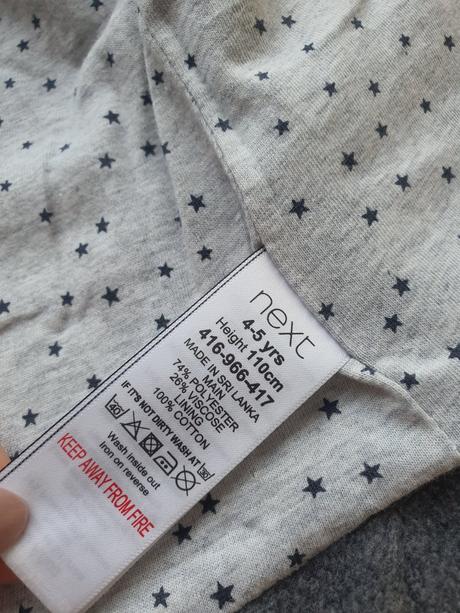 next
4-5 yrs
Height 110cm
416-966-417
MADE IN SRI LANKA
MAIN
74% POLYESTER
26% VISCOSE
LINING
100% COTTON
IF IT'S NOT DIRTY WASH AT
Wash inside out
Iron on reverse
KEEP AWAY FROM FIRE